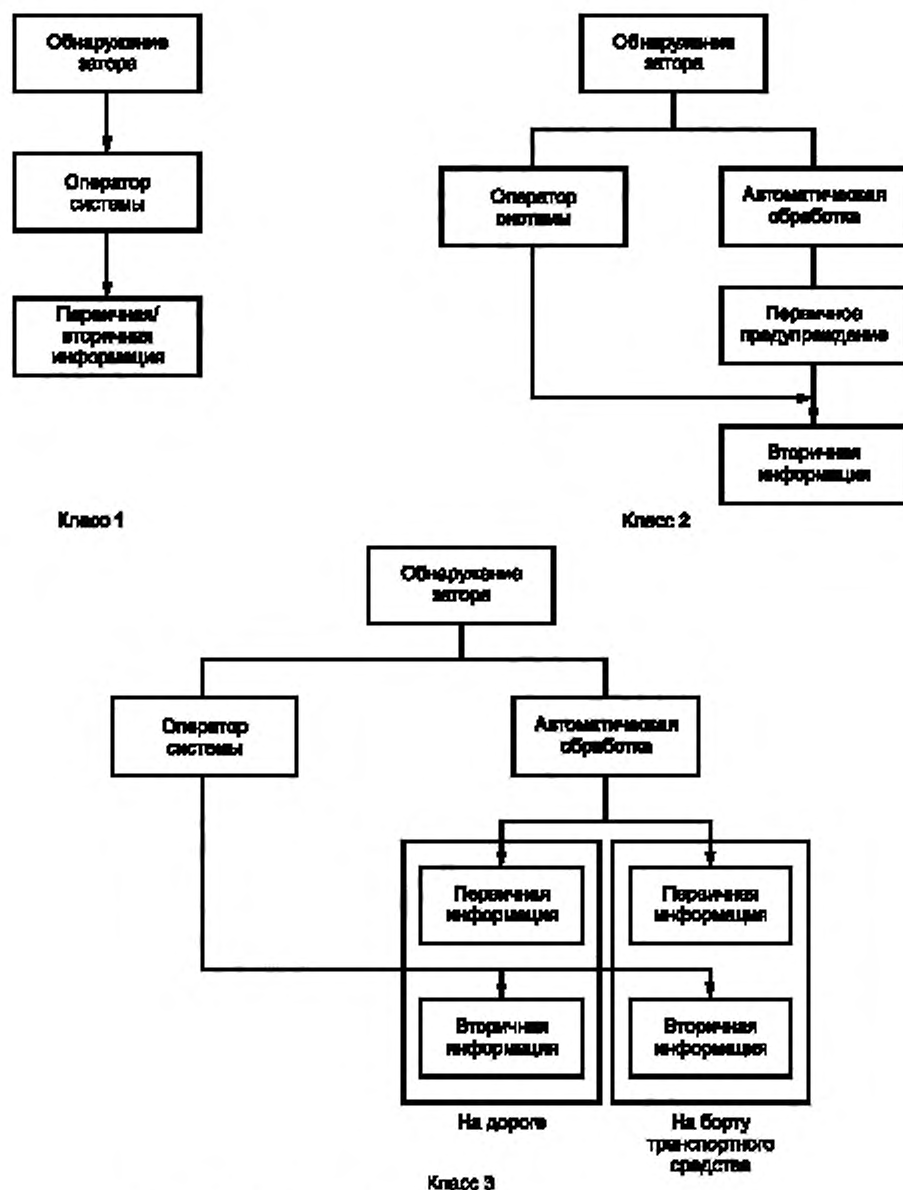 Обнаружение
затора
Оператор
системы
Первичная/
вторичная
информация
Класс 1
Обнаружение
затора
Оператор
системы
Автоматическая
обработка
Первичное
предупреждение
Вторичная
информация
Класс 2
Обнаружение
затора
Оператор
системы
Автоматическая
обработка
Первичная
информация
Первичная
информация
Вторичная
информация
Вторичная
информация
На дороге
На борту
транспортного
средства
Класс 3